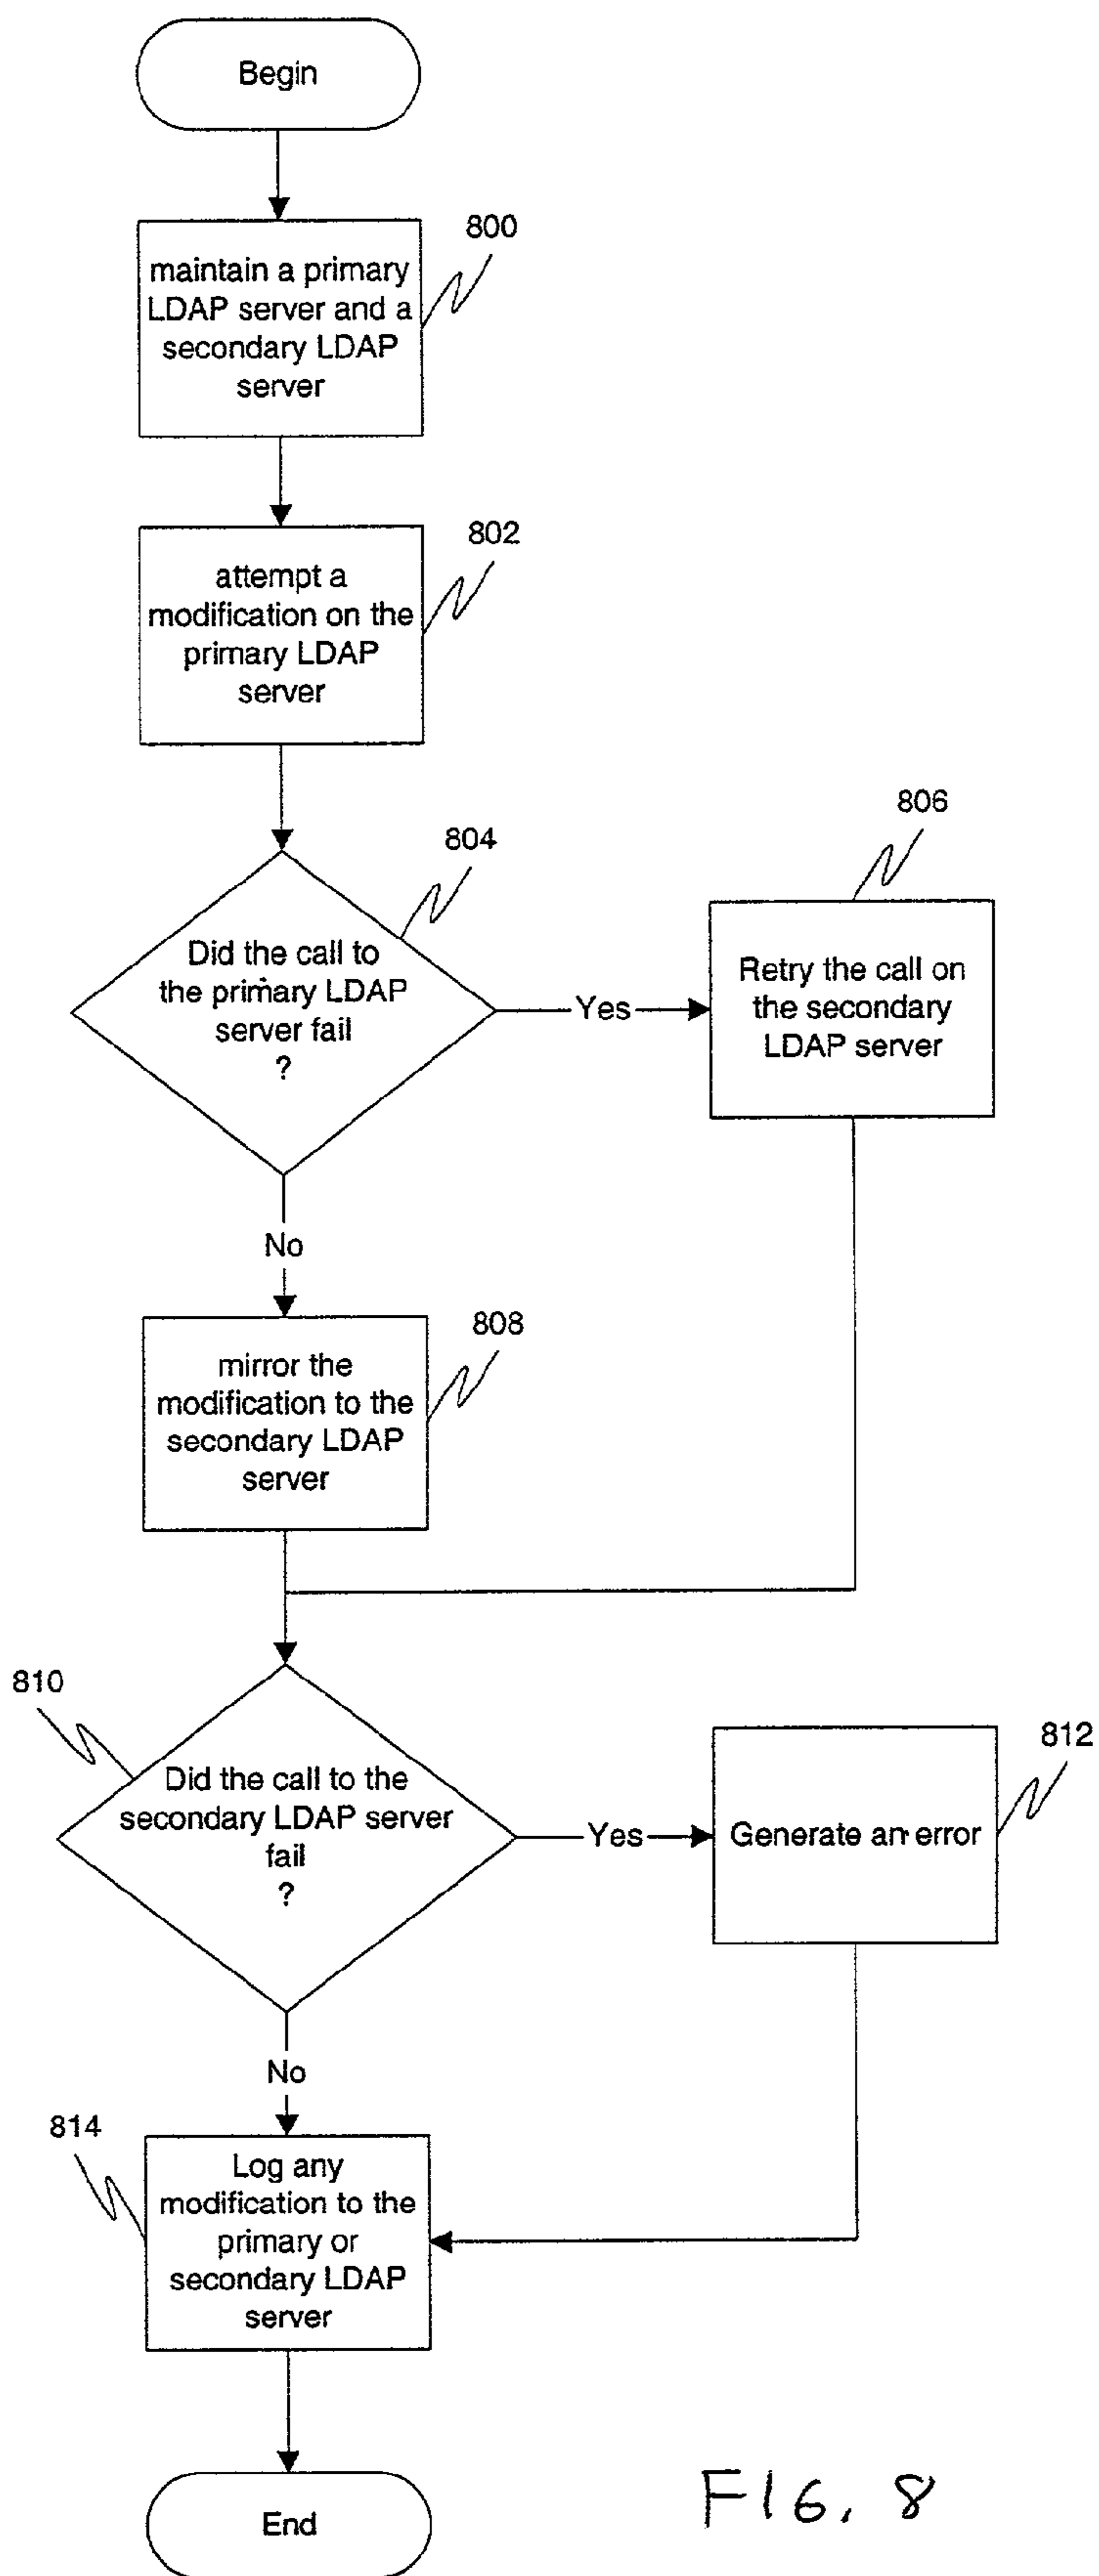 Begin
800
maintain a primary
LDAP server and a
secondary LDAP
server
802
attempt a
modification on the
primary LDAP
server
804
Did the call to
the primary LDAP
server fail
?
Yes
806
Retry the call on
the secondary
LDAP server
No
808
mirror the
modification to the
secondary LDAP
server
810
Did the call to the
secondary LDAP server
fail
?
Yes
812
Generate an error
No
814
Log any
modification to the
primary or
secondary LDAP
server
End
FIG. 8